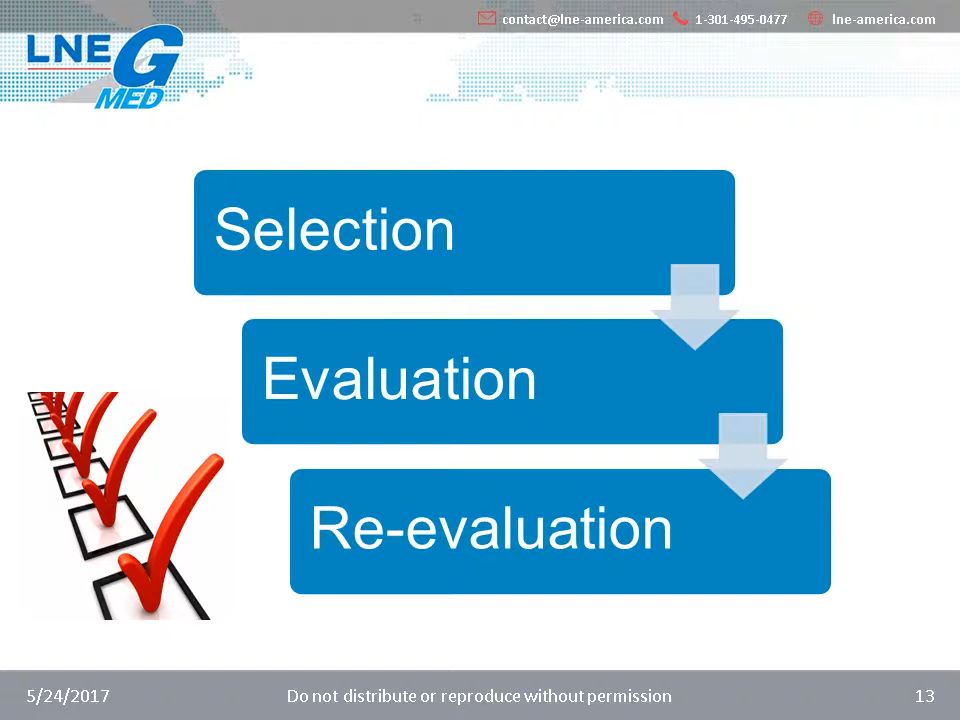 contact@lne-america.com 1-301-495-0477 lne-america.com
LNE G
MED
Selection
Evaluation
Re-evaluation
5/24/2017 Do not distribute or reproduce without permission 13